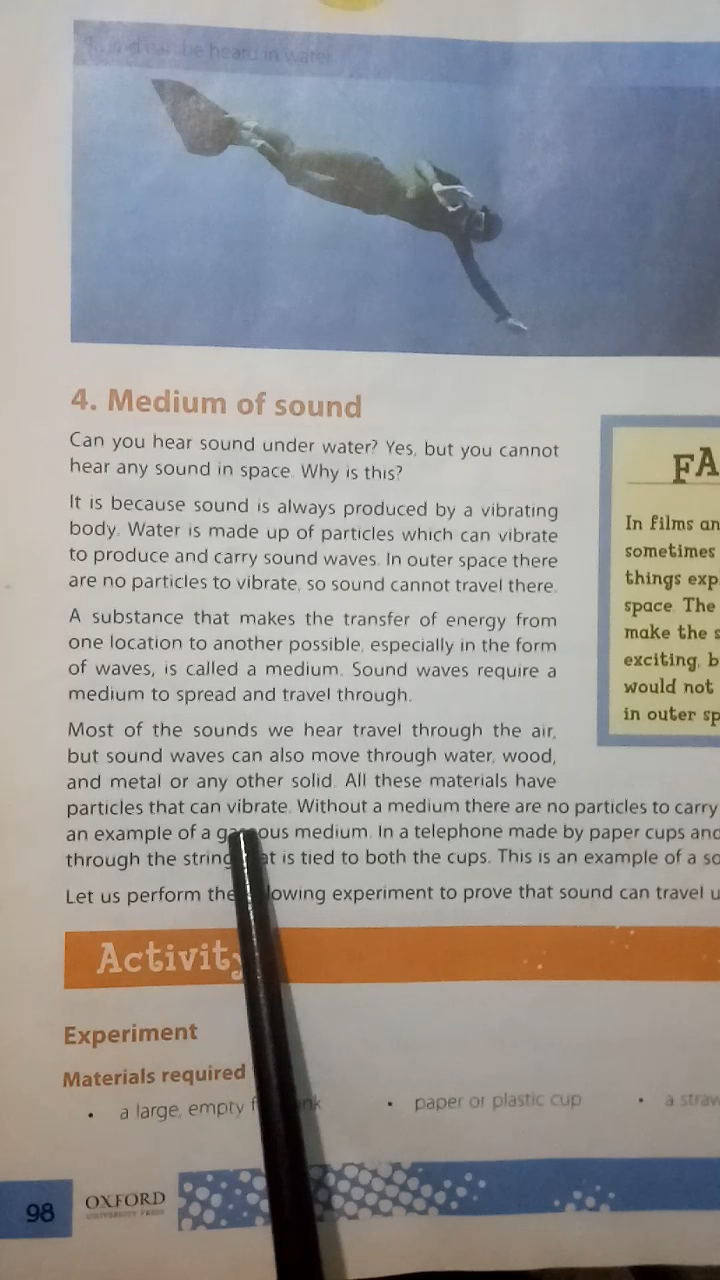 be heard in water
4. Medium of sound
Can you hear sound under water? Yes, but you cannot
hear any sound in space. Why is this?
It is because sound is always produced by a vibrating
body. Water is made up of particles which can vibrate
to produce and carry sound waves. In outer space there
are no particles to vibrate, so sound cannot travel there.
A substance that makes the transfer of energy from
one location to another possible, especially in the form
of waves, is called a medium. Sound waves require a
medium to spread and travel through.
Most of the sounds we hear travel through the air,
but sound waves can also move through water, wood,
and metal or any other solid. All these materials have
particles that can vibrate. Without a medium there are no particles to carry
an example of a medium. In a telephone made by paper cups and
through the string is tied to both the cups. This is an example of a so
Let us perform the experiment to prove that sound can travel u
FA
In films an
sometimes
things exp
space. The
make the s
exciting, b
would not
in outer sp
Activity
Experiment
Materials required
• a large, empty
• paper or plastic cup
• a straw
98
OXFORD
UNIVERSITY PRESS